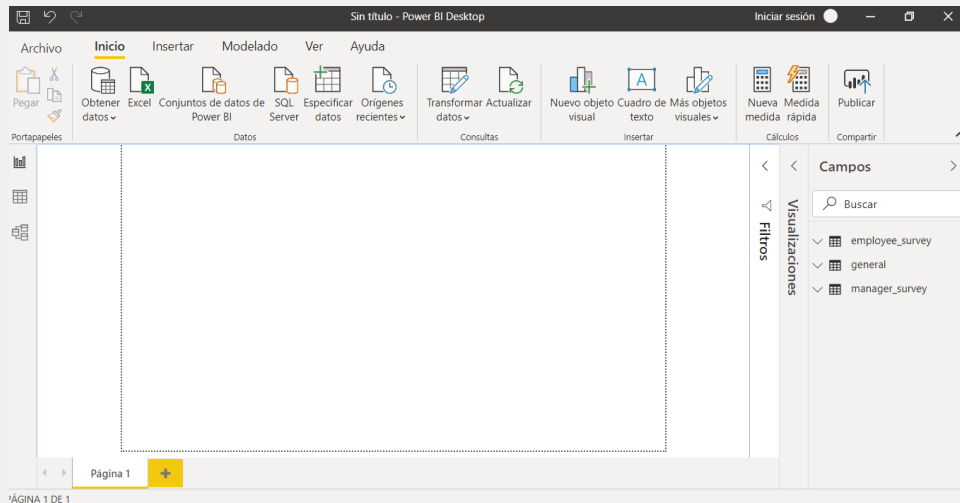 Sin título - Power BI Desktop
Iniciar sesión
Archivo Inicio Insertar Modelado Ver Ayuda
Pegar
Obtener datos
Excel
Conjuntos de datos de Power BI
SQL Server
Especificar datos
Orígenes recientes
Transformar datos
Actualizar
Nuevo objeto visual
A
Cuadro de texto
Más objetos visuales
Nueva medida
Medida rápida
Publicar
Portapapeles
Datos
Consultas
Insertar
Cálculos
Compartir
Filtros
Visualizaciones
Campos
Buscar
employee_survey
general
manager_survey
Página 1
PÁGINA 1 DE 1